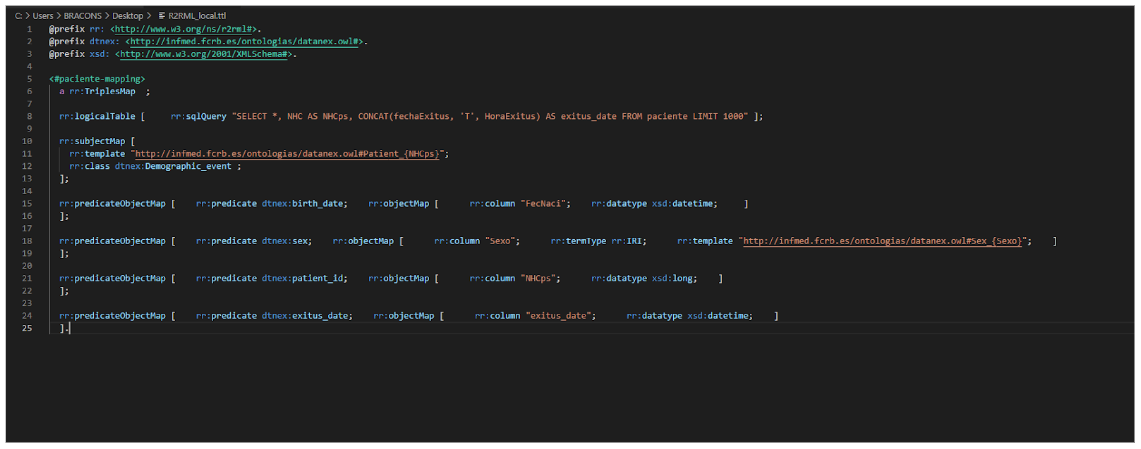 C: > Users > BRACONS > Desktop > R2RML_local.ttl
1 @prefix rr: <http://www.w3.org/ns/r2rml#>.
2 @prefix dtnex: <http://infmed.fcrb.es/ontologias/datanex.owl#>.
3 @prefix xsd: <http://www.w3.org/2001/XMLSchema#>.
4
5 <#paciente-mapping>
6 a rr:TriplesMap ;
7
8 rr:logicalTable [ rr:sqlQuery "SELECT *, NHC AS NHCps, CONCAT(fechaExitus, 'T', HoraExitus) AS exitus_date FROM paciente LIMIT 1000" ];
9
10 rr:subjectMap [
11 rr:template "http://infmed.fcrb.es/ontologias/datanex.owl#Patient_{NHCps}";
12 rr:class dtnex:Demographic_event ;
13 ];
14
15 rr:predicateObjectMap [ rr:predicate dtnex:birth_date; rr:objectMap [ rr:column "FecNaci"; rr:datatype xsd:datetime; ]
16 ];
17
18 rr:predicateObjectMap [ rr:predicate dtnex:sex; rr:objectMap [ rr:column "Sexo"; rr:termType rr:IRI; rr:template "http://infmed.fcrb.es/ontologias/datanex.owl#Sex_{Sexo}"; ]
19 ];
20
21 rr:predicateObjectMap [ rr:predicate dtnex:patient_id; rr:objectMap [ rr:column "NHCps"; rr:datatype xsd:long; ]
22 ];
23
24 rr:predicateObjectMap [ rr:predicate dtnex:exitus_date; rr:objectMap [ rr:column "exitus_date"; rr:datatype xsd:datetime; ]
25 ].